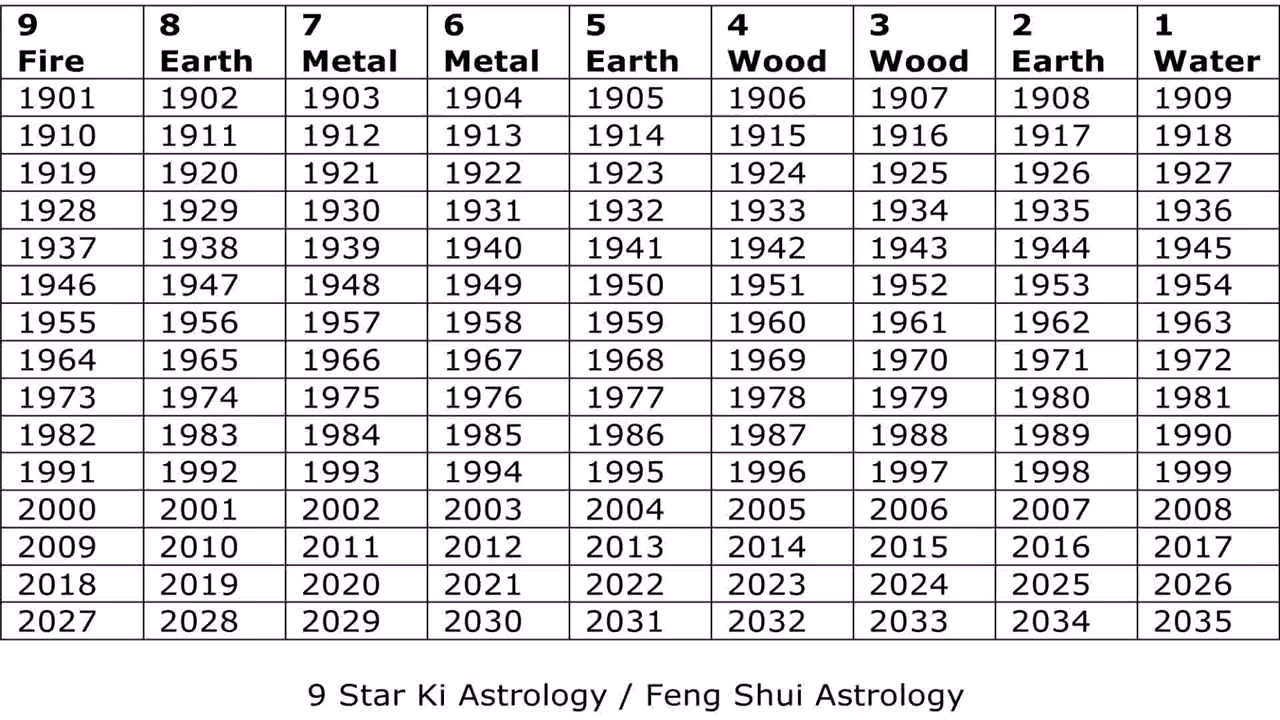 9 8 7 6 5 4 3 2 1
Fire Earth Metal Metal Earth Wood Wood Earth Water
1901 1902 1903 1904 1905 1906 1907 1908 1909
1910 1911 1912 1913 1914 1915 1916 1917 1918
1919 1920 1921 1922 1923 1924 1925 1926 1927
1928 1929 1930 1931 1932 1933 1934 1935 1936
1937 1938 1939 1940 1941 1942 1943 1944 1945
1946 1947 1948 1949 1950 1951 1952 1953 1954
1955 1956 1957 1958 1959 1960 1961 1962 1963
1964 1965 1966 1967 1968 1969 1970 1971 1972
1973 1974 1975 1976 1977 1978 1979 1980 1981
1982 1983 1984 1985 1986 1987 1988 1989 1990
1991 1992 1993 1994 1995 1996 1997 1998 1999
2000 2001 2002 2003 2004 2005 2006 2007 2008
2009 2010 2011 2012 2013 2014 2015 2016 2017
2018 2019 2020 2021 2022 2023 2024 2025 2026
2027 2028 2029 2030 2031 2032 2033 2034 2035
9 Star Ki Astrology / Feng Shui Astrology